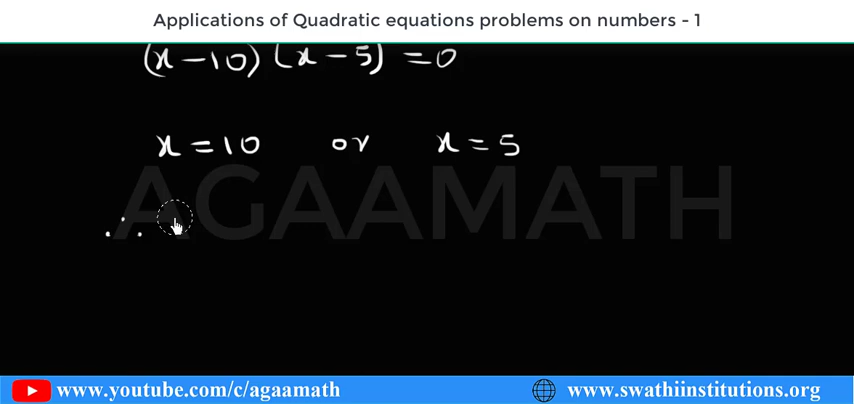 Applications of Quadratic equations problems on numbers - 1
(x - 10) (x - 5) = 0
x = 10 or x = 5
∴
AGAAMATH
www.youtube.com/c/agaamath www.swathiinstitutions.org